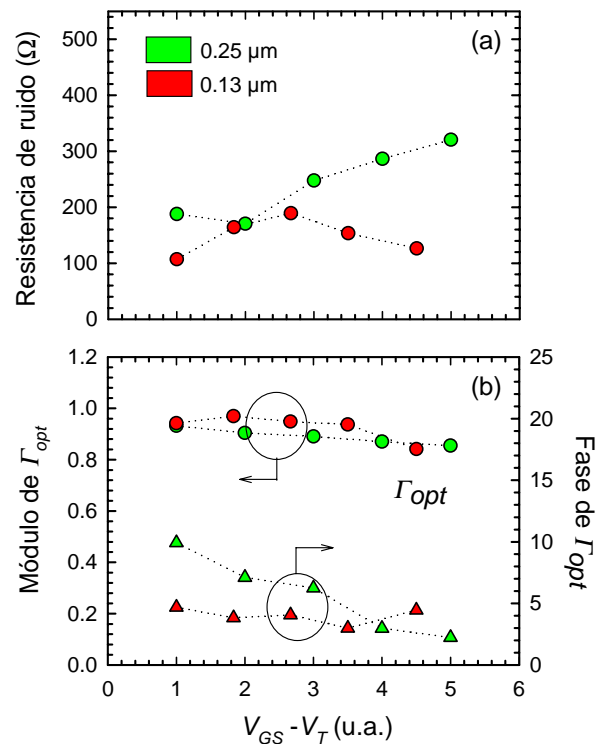 (a)
0.25 µm
0.13 µm
Resistencia de ruido (Ω)
500
400
300
200
100
0
(b)
1.2
1.0
0.8
0.6
0.4
0.2
0.0
Módulo de Γopt
Γopt
25
20
15
10
5
0
Fase de Γopt
0 1 2 3 4 5 6
VGS - VT (u.a.)